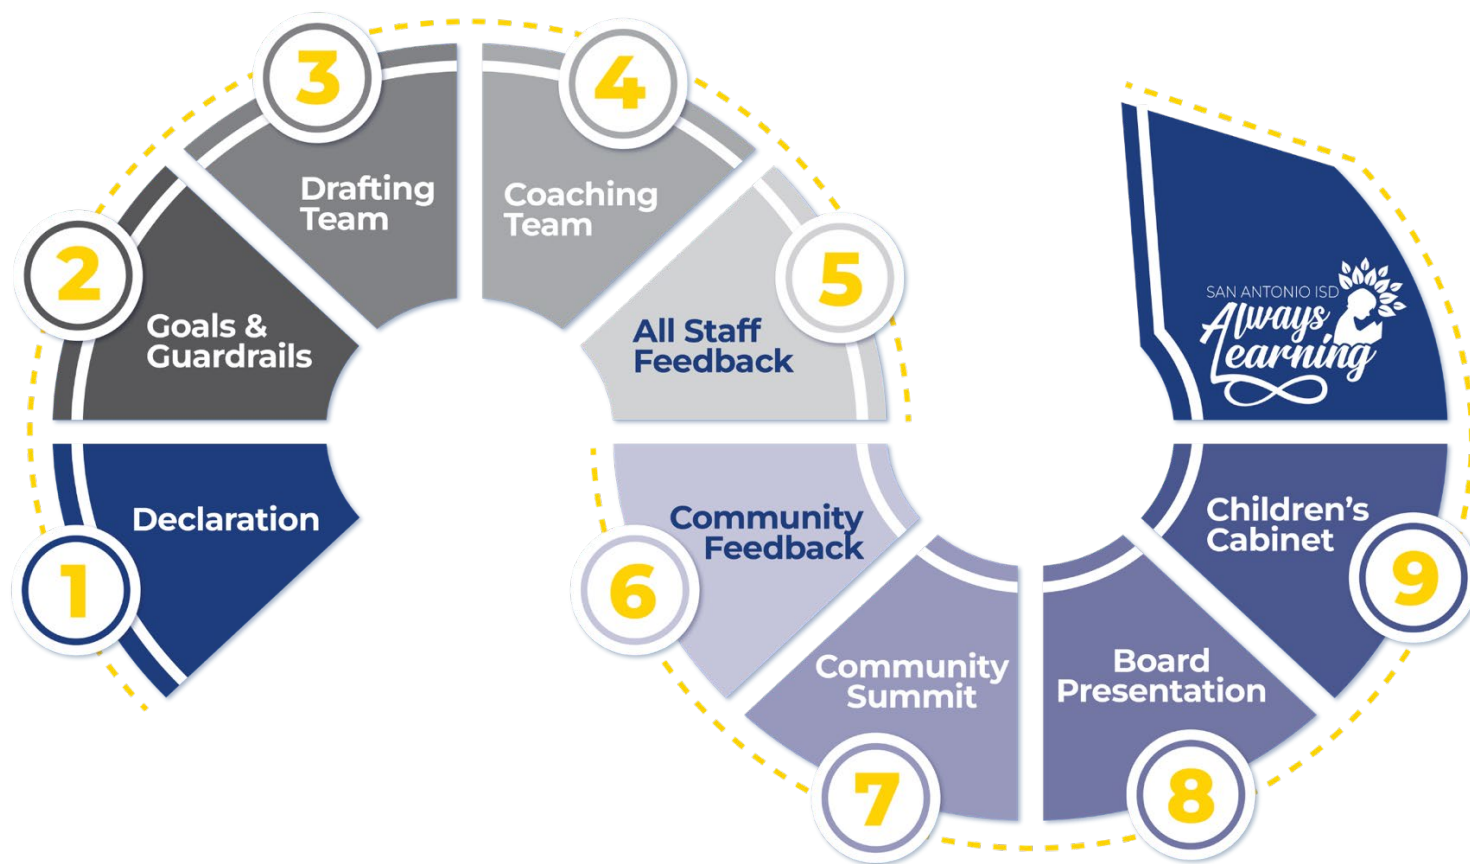 1
Declaration
2
Goals &
Guardrails
3
Drafting
Team
4
Coaching
Team
5
All Staff
Feedback
6
Community
Feedback
7
Community
Summit
8
Board
Presentation
9
Children's
Cabinet
SAN ANTONIO ISD
Always
Learning